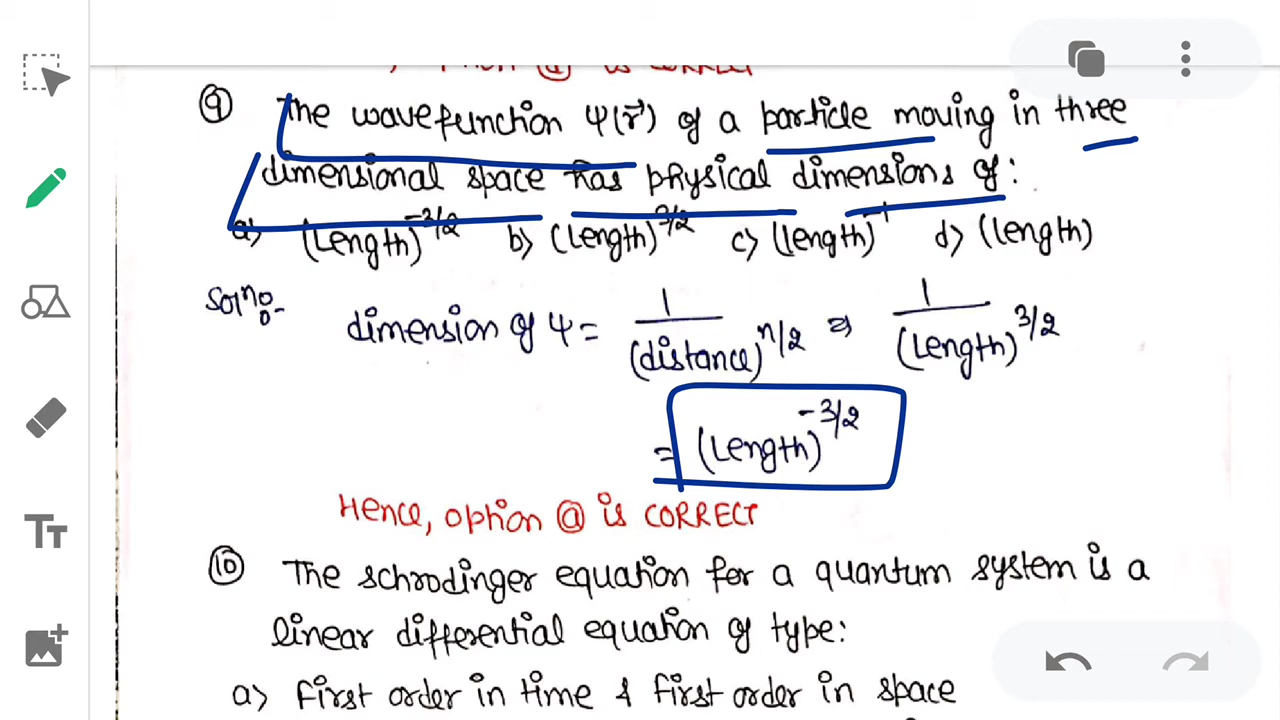 ⑨ The wavefunction ψ(r⃗) of a particle moving in three
dimensional space has physical dimensions of:
a) (Length)^-3/2 b) (Length)^3/2 c) (length)^-1 d) (length)
Solno:-
dimension of ψ = 1/(distance)^n/2 ⇒ 1/(Length)^3/2
= (Length)^-3/2
Hence, option ⓐ is CORRECT
⑩ The schrodinger equation for a quantum system is a
linear differential equation of type:
a) First order in time & first order in space
TT